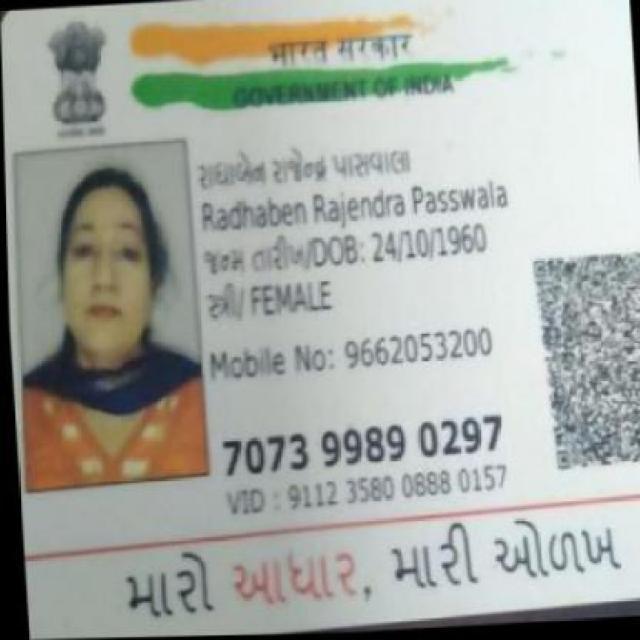 भारत सरकार
GOVERNMENT OF INDIA
રાધાબેન રાજેન્દ્ર પાસવાલા
Radhaben Rajendra Passwala
જન્મ તારીખ/DOB: 24/10/1960
સ્ત્રી/ FEMALE
Mobile No: 9662053200
7073 9989 0297
VID : 9112 3580 0888 0157
મારો આધાર, મારી ઓળખ